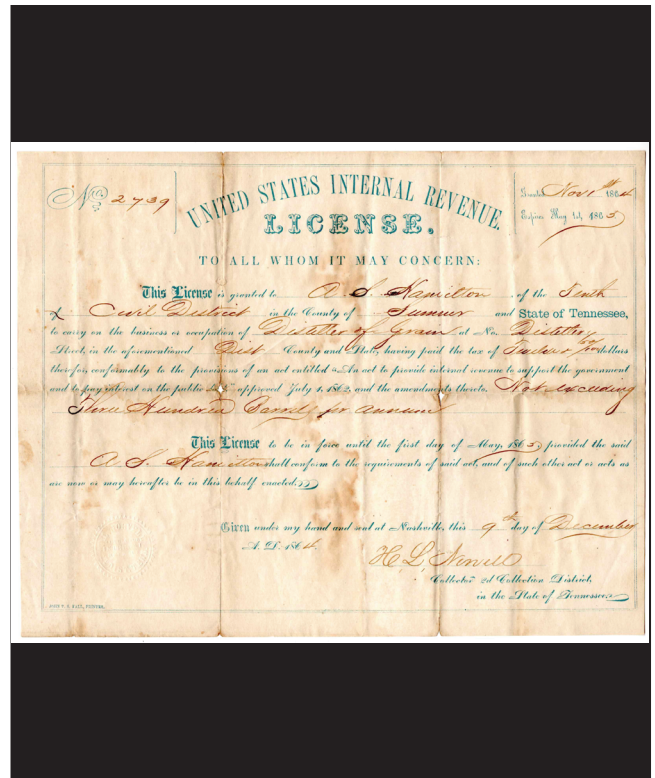 No. 2739
UNITED STATES INTERNAL REVENUE
LICENSE.
Nov 1st 1864
Expires May 1st, 1865
TO ALL WHOM IT MAY CONCERN:
This License is granted to A. S. Hamilton of the Tenth
Civil District in the County of Sumner and State of Tennessee,
to carry on the business or occupation of Distetter of Grain at No. Distettery
Street, in the aforementioned Dist County and State, having paid the tax of dollars
therefor, conformably to the provisions of an act entitled "An act to provide internal revenue to support the government
and to pay interest on the public debt" approved July 1, 1862, and the amendments thereto. Not exceeding
Three Hundred Barrels per annum
This License to be in force until the first day of May, 1865, provided the said
A. S. Hamilton shall conform to the requirements of said act, and of such other act or acts as
are now or may hereafter be in this behalf enacted.
Given under my hand and seal at Nashville, this 9th day of December
A. D. 1864.
H L, Norvell
Collector 2d Collection District,
in the State of Tennessee.